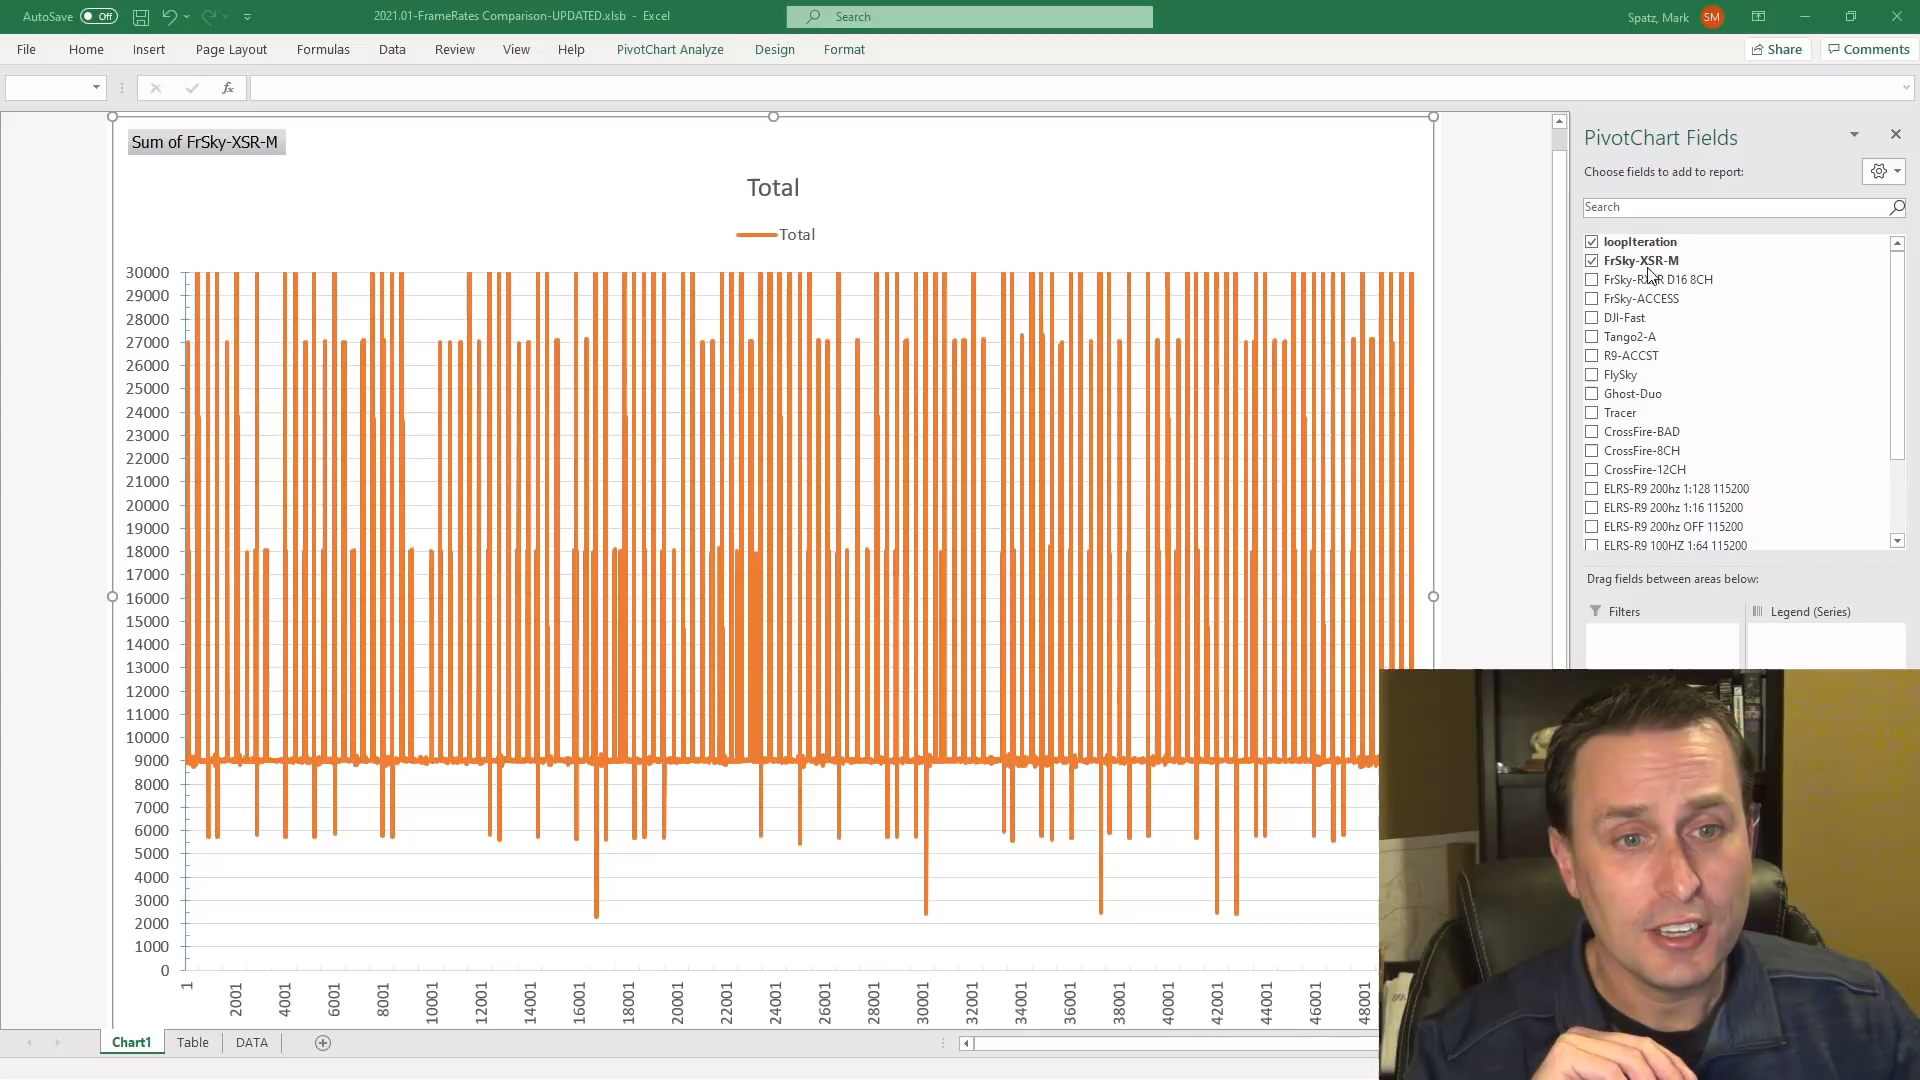 AutoSave Off 2021.01-FrameRates Comparison-UPDATED.xlsb - Excel Search Spatz, Mark SM
File Home Insert Page Layout Formulas Data Review View Help PivotChart Analyze Design Format Share Comments
fx
Sum of FrSky-XSR-M
Total
Total
30000
29000
28000
27000
26000
25000
24000
23000
22000
21000
20000
19000
18000
17000
16000
15000
14000
13000
12000
11000
10000
9000
8000
7000
6000
5000
4000
3000
2000
1000
0
1 2001 4001 6001 8001 10001 12001 14001 16001 18001 20001 22001 24001 26001 28001 30001 32001 34001 36001 38001 40001 42001 44001 46001 48001
Chart1 Table DATA
PivotChart Fields
Choose fields to add to report:
Search
loopIteration
FrSky-XSR-M
D16 8CH
FrSky-ACCESS
DJI-Fast
Tango2-A
R9-ACCST
FlySky
Ghost-Duo
Tracer
CrossFire-BAD
CrossFire-8CH
CrossFire-12CH
ELRS-R9 200hz 1:128 115200
ELRS-R9 200hz 1:16 115200
ELRS-R9 200hz OFF 115200
ELRS-R9 100HZ 1:64 115200
Drag fields between areas below:
Filters Legend (Series)